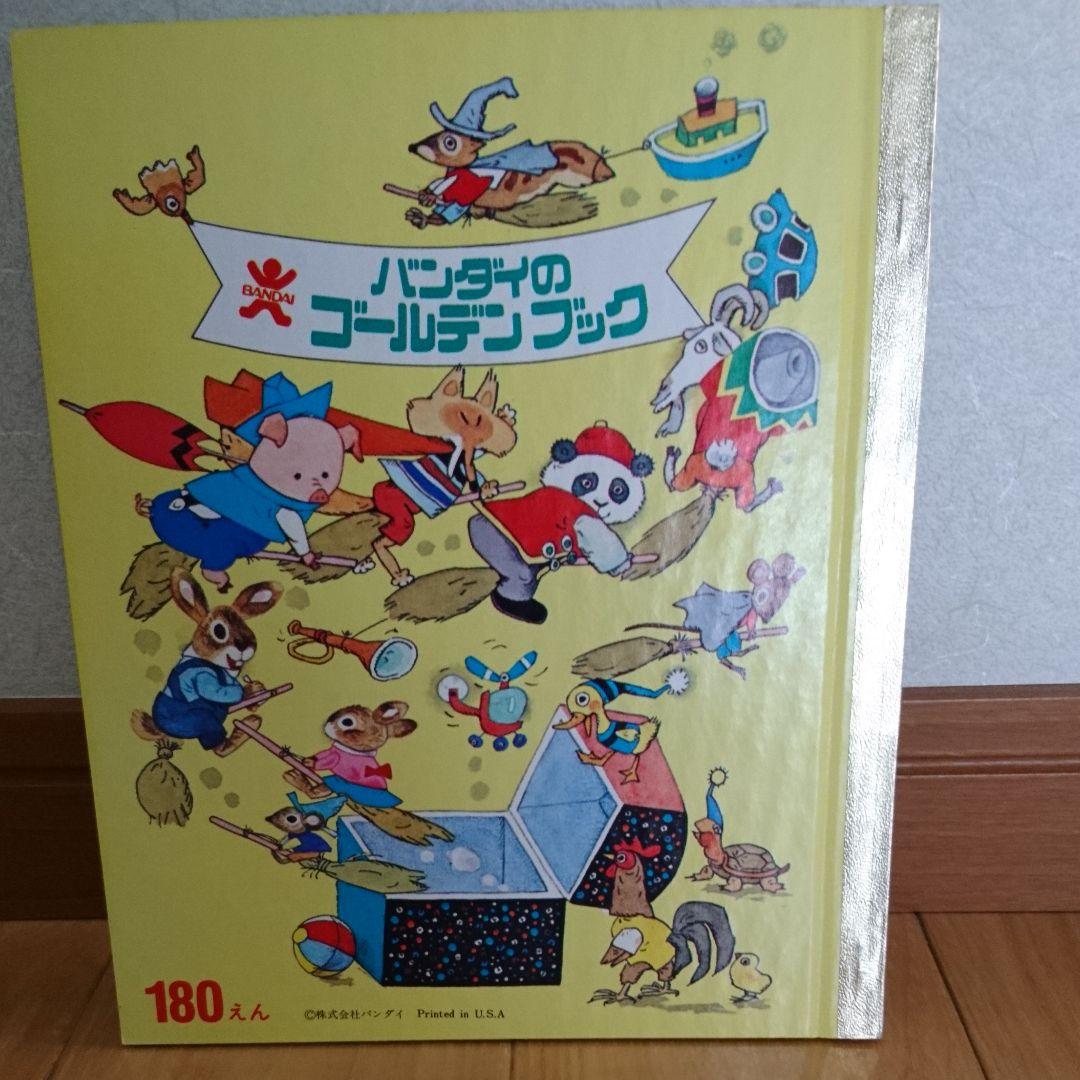 BANDAI
バンダイの
ゴールデンブック
180えん
©株式会社バンダイ Printed in U.S.A